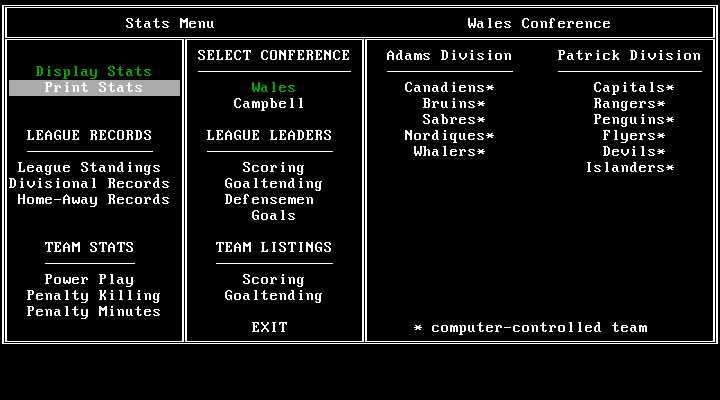 Stats Menu
Wales Conference
Display Stats
Print Stats
LEAGUE RECORDS
League Standings
Divisional Records
Home-Away Records
TEAM STATS
Power Play
Penalty Killing
Penalty Minutes
SELECT CONFERENCE
Wales
Campbell
LEAGUE LEADERS
Scoring
Goaltending
Defensemen
Goals
TEAM LISTINGS
Scoring
Goaltending
EXIT
Adams Division
Canadiens*
Bruins*
Sabres*
Nordiques*
Whalers*
Patrick Division
Capitals*
Rangers*
Penguins*
Flyers*
Devils*
Islanders*
* computer-controlled team